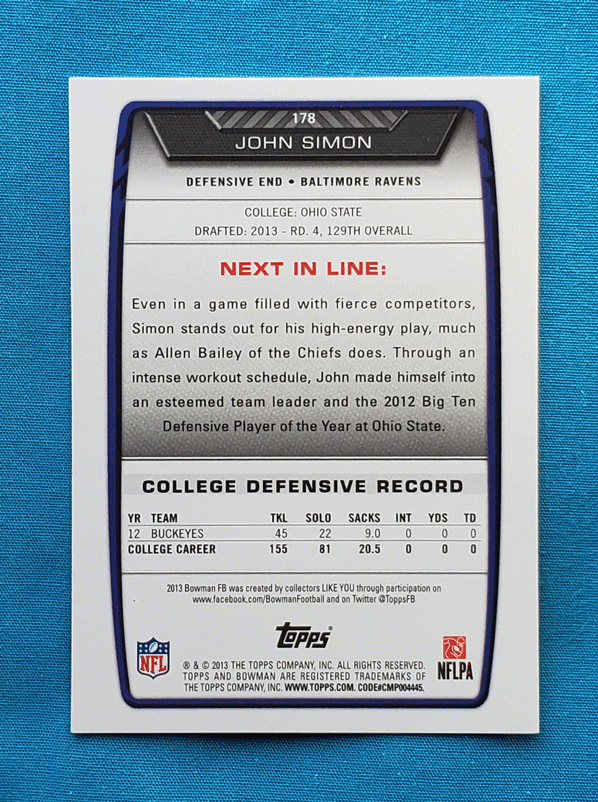 178
JOHN SIMON
DEFENSIVE END • BALTIMORE RAVENS
COLLEGE: OHIO STATE
DRAFTED: 2013 – RD. 4, 129TH OVERALL
NEXT IN LINE:
Even in a game filled with fierce competitors,
Simon stands out for his high-energy play, much
as Allen Bailey of the Chiefs does. Through an
intense workout schedule, John made himself into
an esteemed team leader and the 2012 Big Ten
Defensive Player of the Year at Ohio State.
COLLEGE DEFENSIVE RECORD
YR TEAM TKL SOLO SACKS INT YDS TD
12 BUCKEYES 45 22 9.0 0 0 0
COLLEGE CAREER 155 81 20.5 0 0 0
2013 Bowman FB was created by collectors LIKE YOU through participation on
www.facebook.com/BowmanFootball and on Twitter @ToppsFB
Topps
NFL
® & © 2013 THE TOPPS COMPANY, INC. ALL RIGHTS RESERVED.
TOPPS AND BOWMAN ARE REGISTERED TRADEMARKS OF
THE TOPPS COMPANY, INC. WWW.TOPPS.COM. CODE#CMP004445.
NFLPA